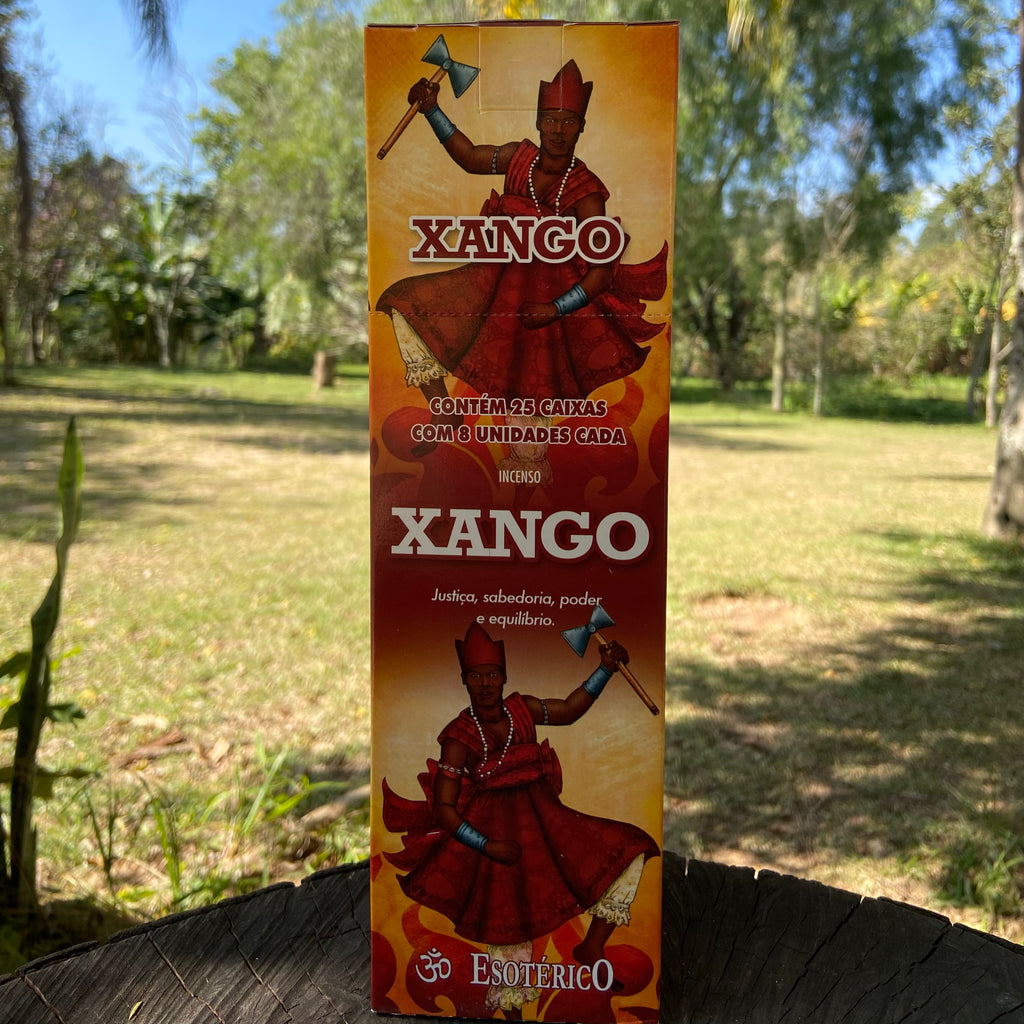 XANGO
CONTÉM 25 CAIXAS
COM 8 UNIDADES CADA
INCENSO
XANGO
Justiça, sabedoria, poder
e equilíbrio.
ॐ ESOTÉRICO